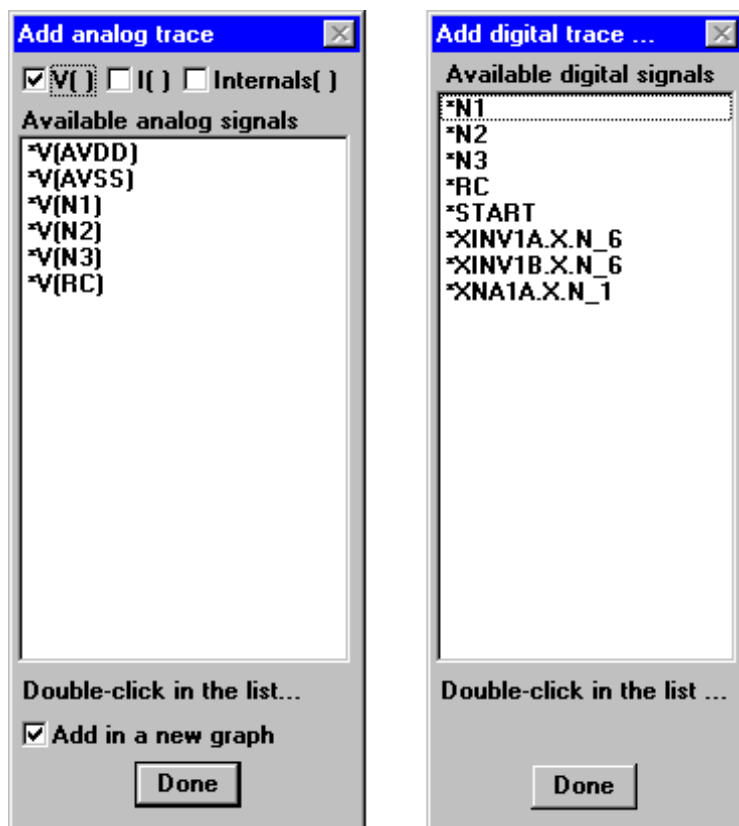 Add analog trace
V( ) I( ) Internals( )
Available analog signals
*V(AVDD)
*V(AVSS)
*V(N1)
*V(N2)
*V(N3)
*V(RC)
Double-click in the list...
Add in a new graph
Done
Add digital trace ...
Available digital signals
*N1
*N2
*N3
*RC
*START
*XINV1A.X.N_6
*XINV1B.X.N_6
*XNA1A.X.N_1
Double-click in the list ...
Done